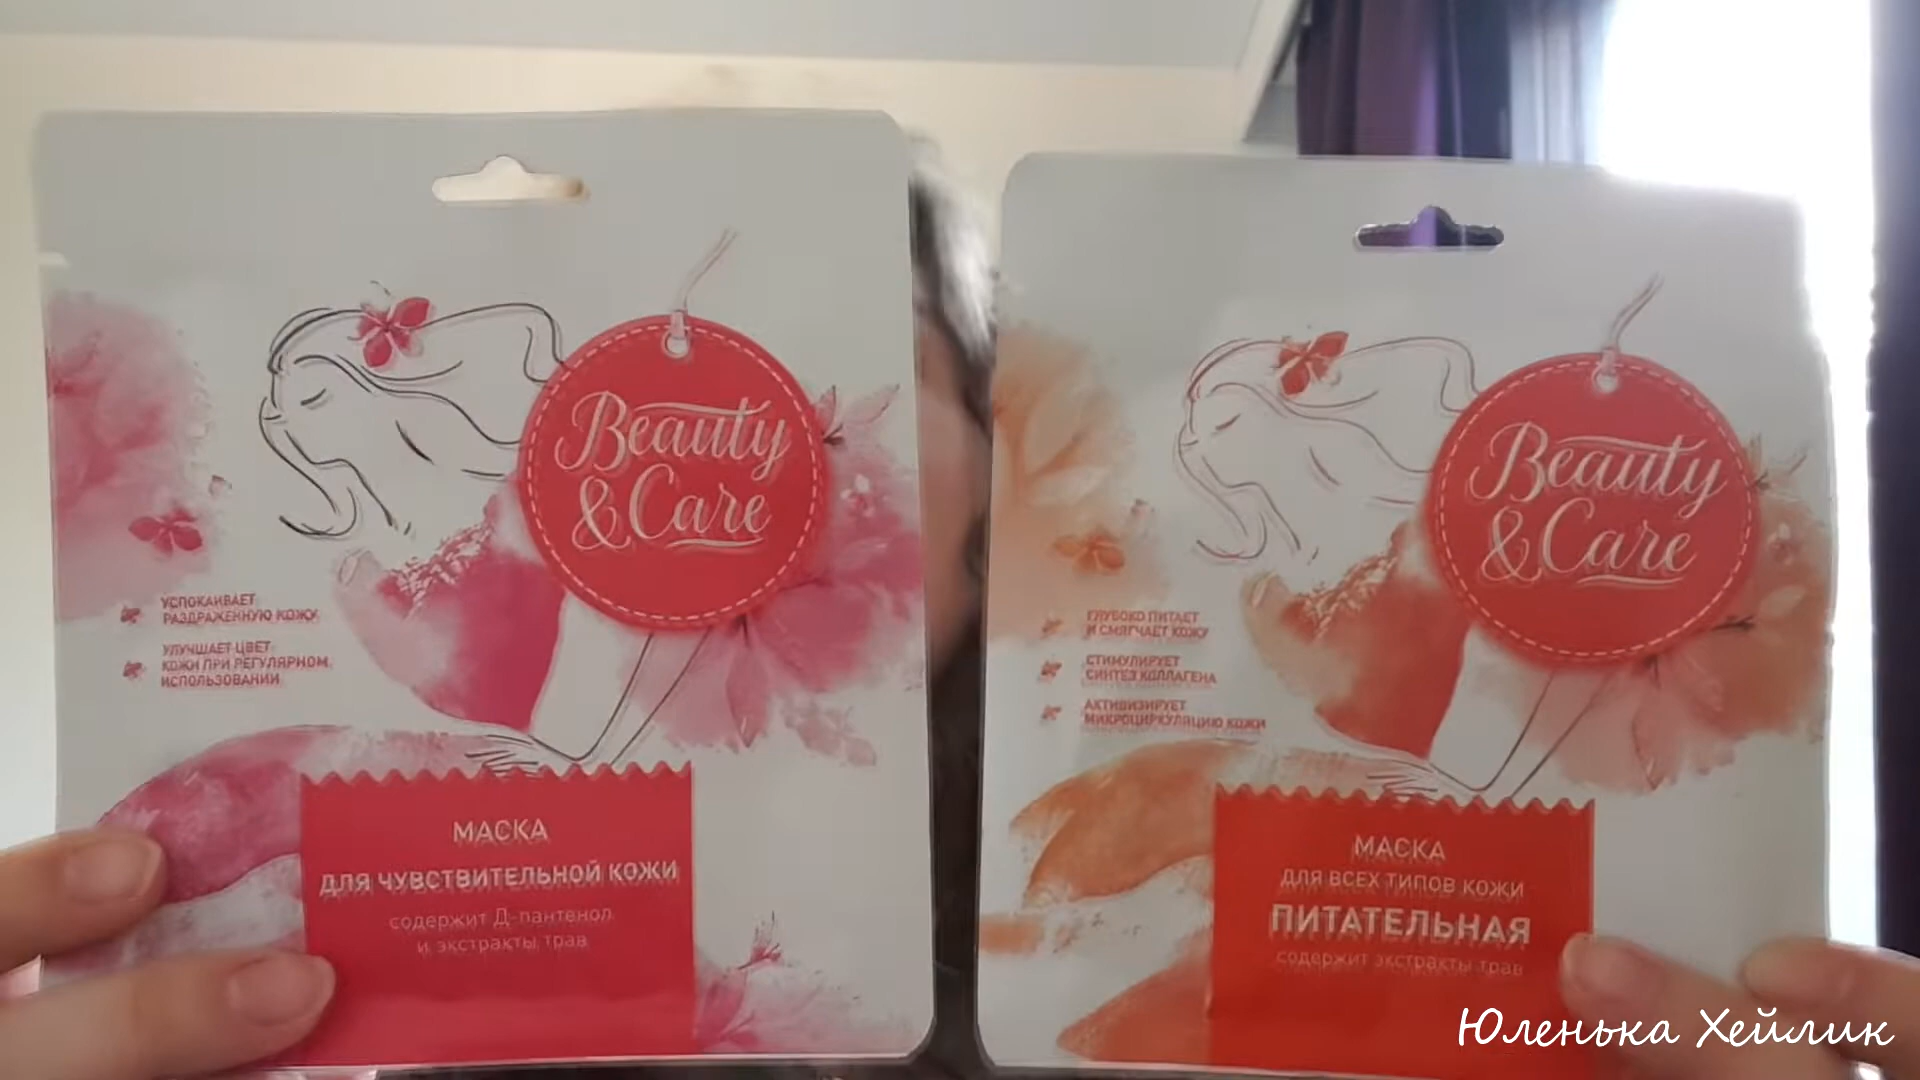 Beauty
& Care
УСПОКАИВАЕТ
РАЗДРАЖЕННУЮ КОЖУ
УЛУЧШАЕТ ЦВЕТ
КОЖИ ПРИ РЕГУЛЯРНОМ
ИСПОЛЬЗОВАНИИ
МАСКА
ДЛЯ ЧУВСТВИТЕЛЬНОЙ КОЖИ
содержит Д-пантенол
и экстракты трав
Beauty
& Care
ГЛУБОКО ПИТАЕТ
И СМЯГЧАЕТ КОЖУ
СТИМУЛИРУЕТ
СИНТЕЗ КОЛЛАГЕНА
АКТИВИЗИРУЕТ
МИКРОЦИРКУЛЯЦИЮ КОЖИ
МАСКА
ДЛЯ ВСЕХ ТИПОВ КОЖИ
ПИТАТЕЛЬНАЯ
содержит экстракты трав
Юленька Хейлик